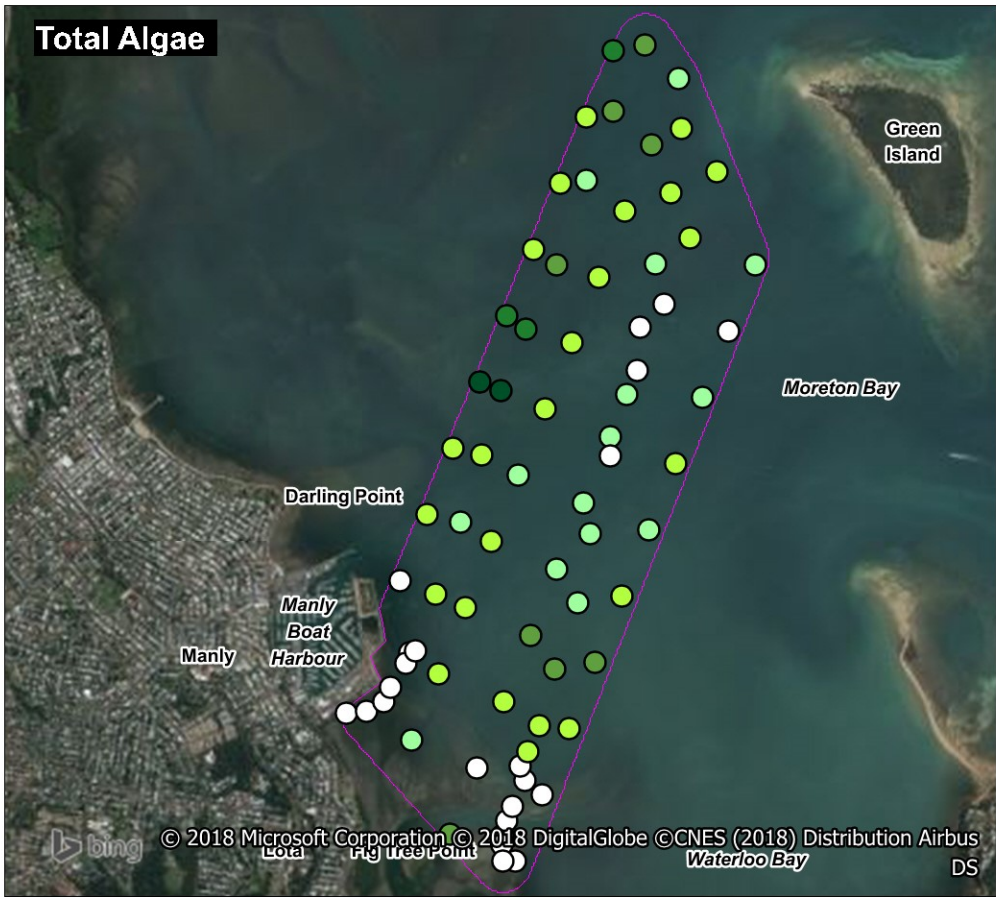 Total Algae
Green
Island
Moreton Bay
Darling Point
Manly
Boat
Harbour
Manly
© 2018 Microsoft Corporation © 2018 DigitalGlobe ©CNES (2018) Distribution Airbus
DS
bing
Lota
Fig Tree Point
Waterloo Bay